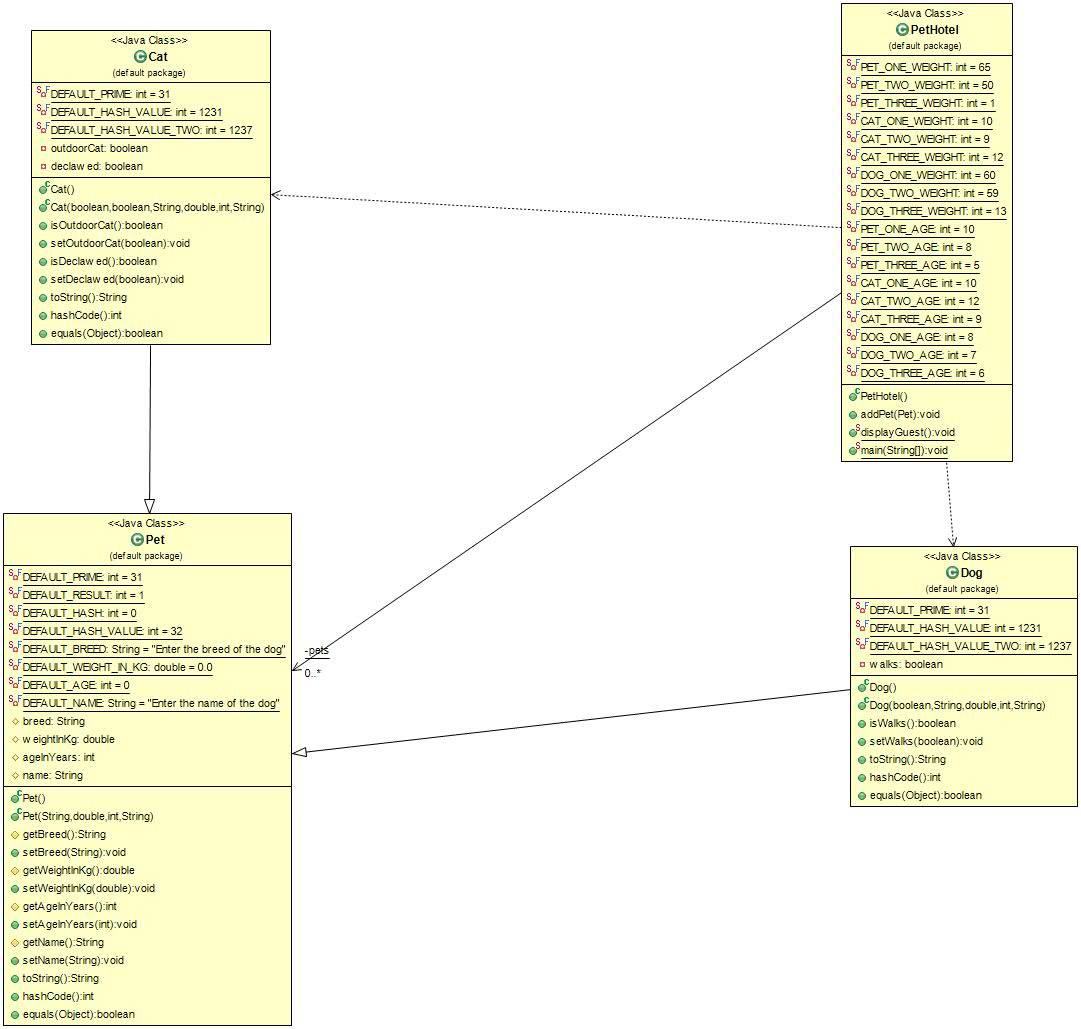 <<Java Class>>
Cat
(default package)
DEFAULT_PRIME: int = 31
DEFAULT_HASH_VALUE: int = 1231
DEFAULT_HASH_VALUE_TWO: int = 1237
outdoorCat: boolean
declawed: boolean
Cat()
Cat(boolean,boolean,String,double,int,String)
isOutdoorCat():boolean
setOutdoorCat(boolean):void
isDeclawed():boolean
setDeclawed(boolean):void
toString():String
hashCode():int
equals(Object):boolean
<<Java Class>>
PetHotel
(default package)
PET_ONE_WEIGHT: int = 65
PET_TWO_WEIGHT: int = 50
PET_THREE_WEIGHT: int = 1
CAT_ONE_WEIGHT: int = 10
CAT_TWO_WEIGHT: int = 9
CAT_THREE_WEIGHT: int = 12
DOG_ONE_WEIGHT: int = 60
DOG_TWO_WEIGHT: int = 59
DOG_THREE_WEIGHT: int = 13
PET_ONE_AGE: int = 10
PET_TWO_AGE: int = 8
PET_THREE_AGE: int = 5
CAT_ONE_AGE: int = 10
CAT_TWO_AGE: int = 12
CAT_THREE_AGE: int = 9
DOG_ONE_AGE: int = 8
DOG_TWO_AGE: int = 7
DOG_THREE_AGE: int = 6
PetHotel()
addPet(Pet):void
displayGuest():void
main(String[]):void
<<Java Class>>
Pet
(default package)
DEFAULT_PRIME: int = 31
DEFAULT_RESULT: int = 1
DEFAULT_HASH: int = 0
DEFAULT_HASH_VALUE: int = 32
DEFAULT_BREED: String = "Enter the breed of the dog"
DEFAULT_WEIGHT_IN_KG: double = 0.0
DEFAULT_AGE: int = 0
DEFAULT_NAME: String = "Enter the name of the dog"
breed: String
weightInKg: double
ageInYears: int
name: String
Pet()
Pet(String,double,int,String)
getBreed():String
setBreed(String):void
getWeightInKg():double
setWeightInKg(double):void
getAgeInYears():int
setAgeInYears(int):void
getName():String
setName(String):void
toString():String
hashCode():int
equals(Object):boolean
-pets
0..*
<<Java Class>>
Dog
(default package)
DEFAULT_PRIME: int = 31
DEFAULT_HASH_VALUE: int = 1231
DEFAULT_HASH_VALUE_TWO: int = 1237
walks: boolean
Dog()
Dog(boolean,String,double,int,String)
isWalks():boolean
setWalks(boolean):void
toString():String
hashCode():int
equals(Object):boolean